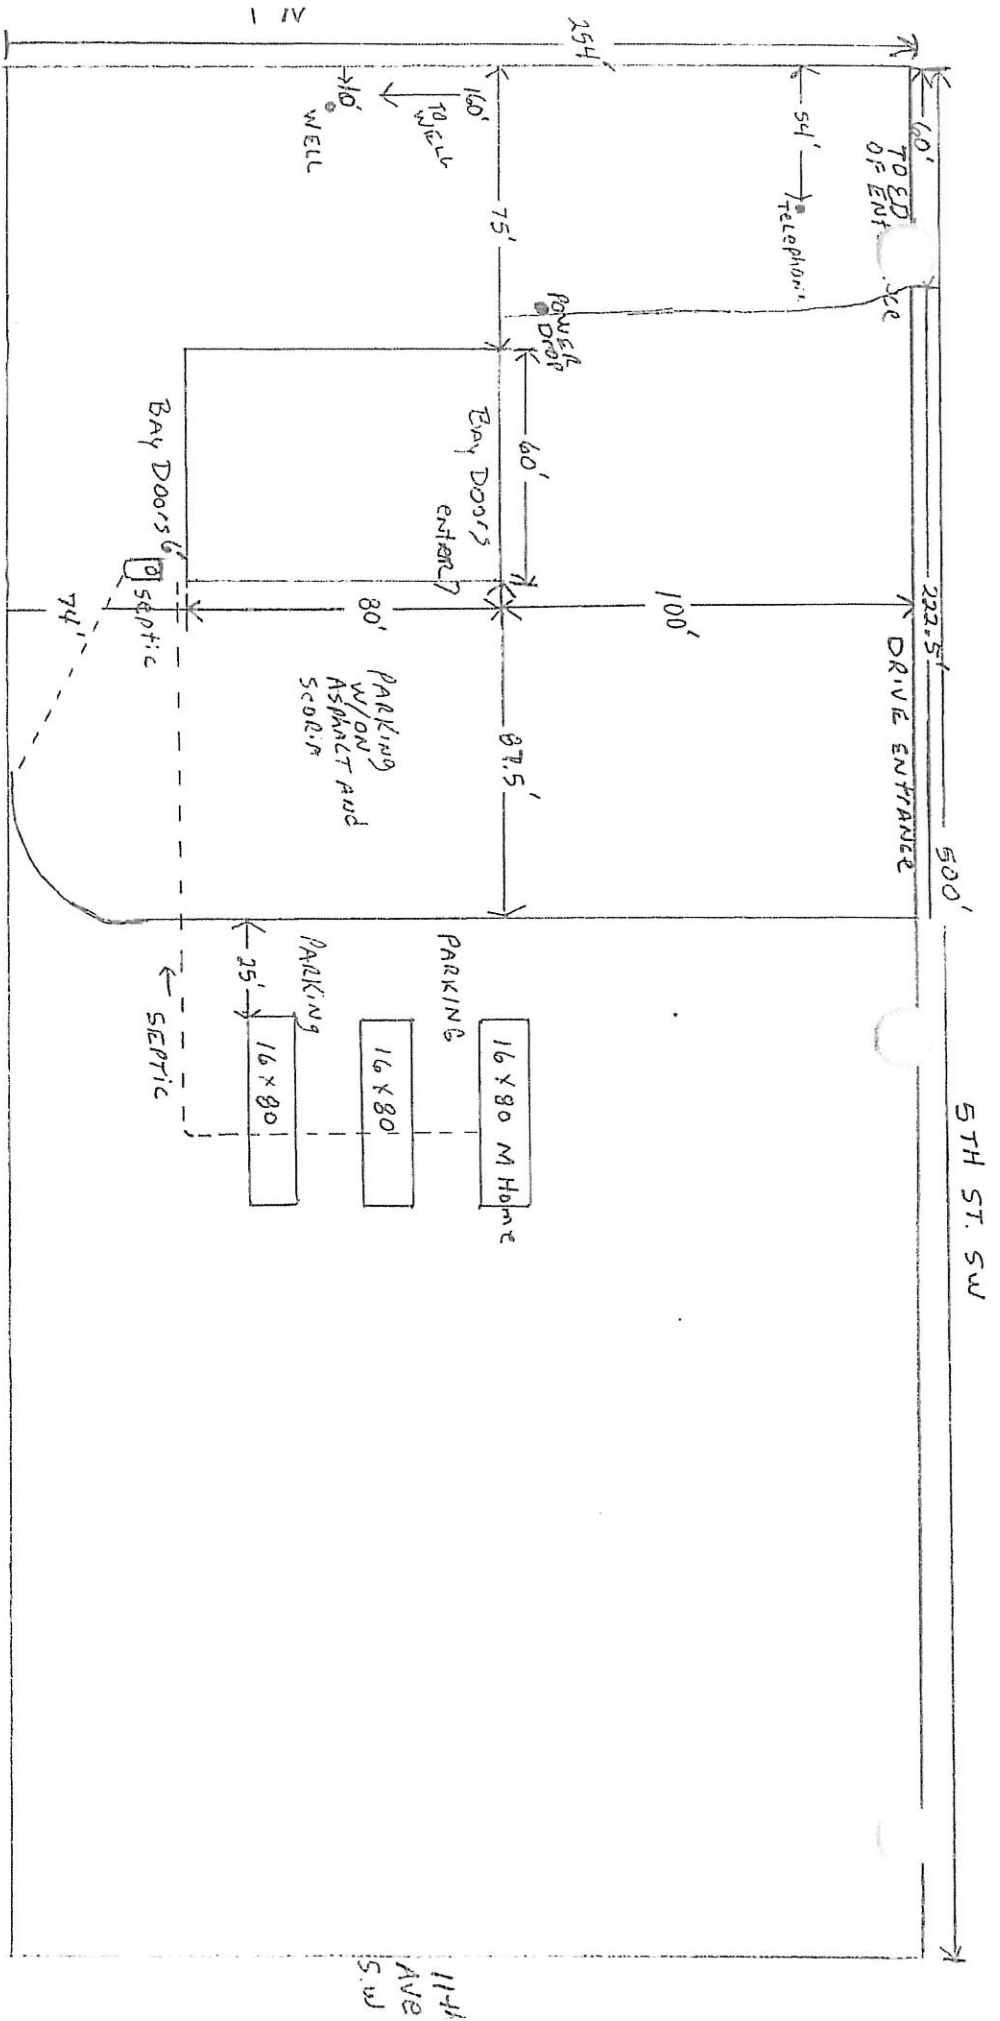 N
254'
5TH ST. SW
500'
222.5'
60'
TO ED
OF ENT
DRIVE ENTRANCE
54'
Telephone
100'
POWER
DROP
160'
TO
WELL
10'
WELL
75'
60'
BAY DOORS
ENTER
87.5'
80'
PARKING
W/ON
ASPHALT AND
SCORIA
BAY DOORS
6'
SEPTIC
74'
PARKING
16 X 80 M Home
16 X 80
PARKING
16 X 80
25'
SEPTIC
11th
AVE
S.W